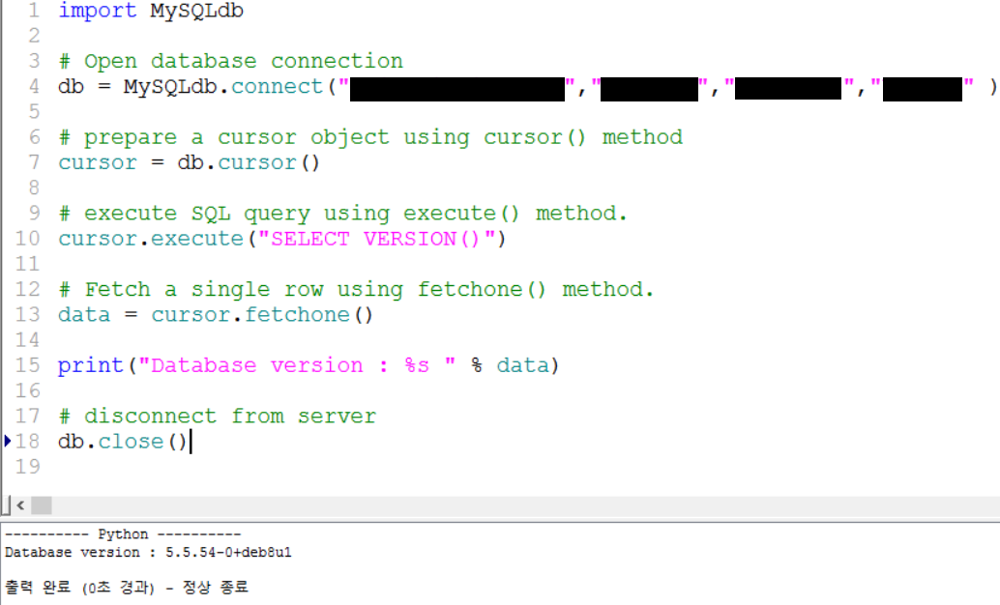 1 import MySQLdb
2
3 # Open database connection
4 db = MySQLdb.connect("","","","" )
5
6 # prepare a cursor object using cursor() method
7 cursor = db.cursor()
8
9 # execute SQL query using execute() method.
10 cursor.execute("SELECT VERSION()")
11
12 # Fetch a single row using fetchone() method.
13 data = cursor.fetchone()
14
15 print("Database version : %s " % data)
16
17 # disconnect from server
18 db.close()
19
---------- Python ----------
Database version : 5.5.54-0+deb8u1
출력 완료 (0초 경과) - 정상 종료